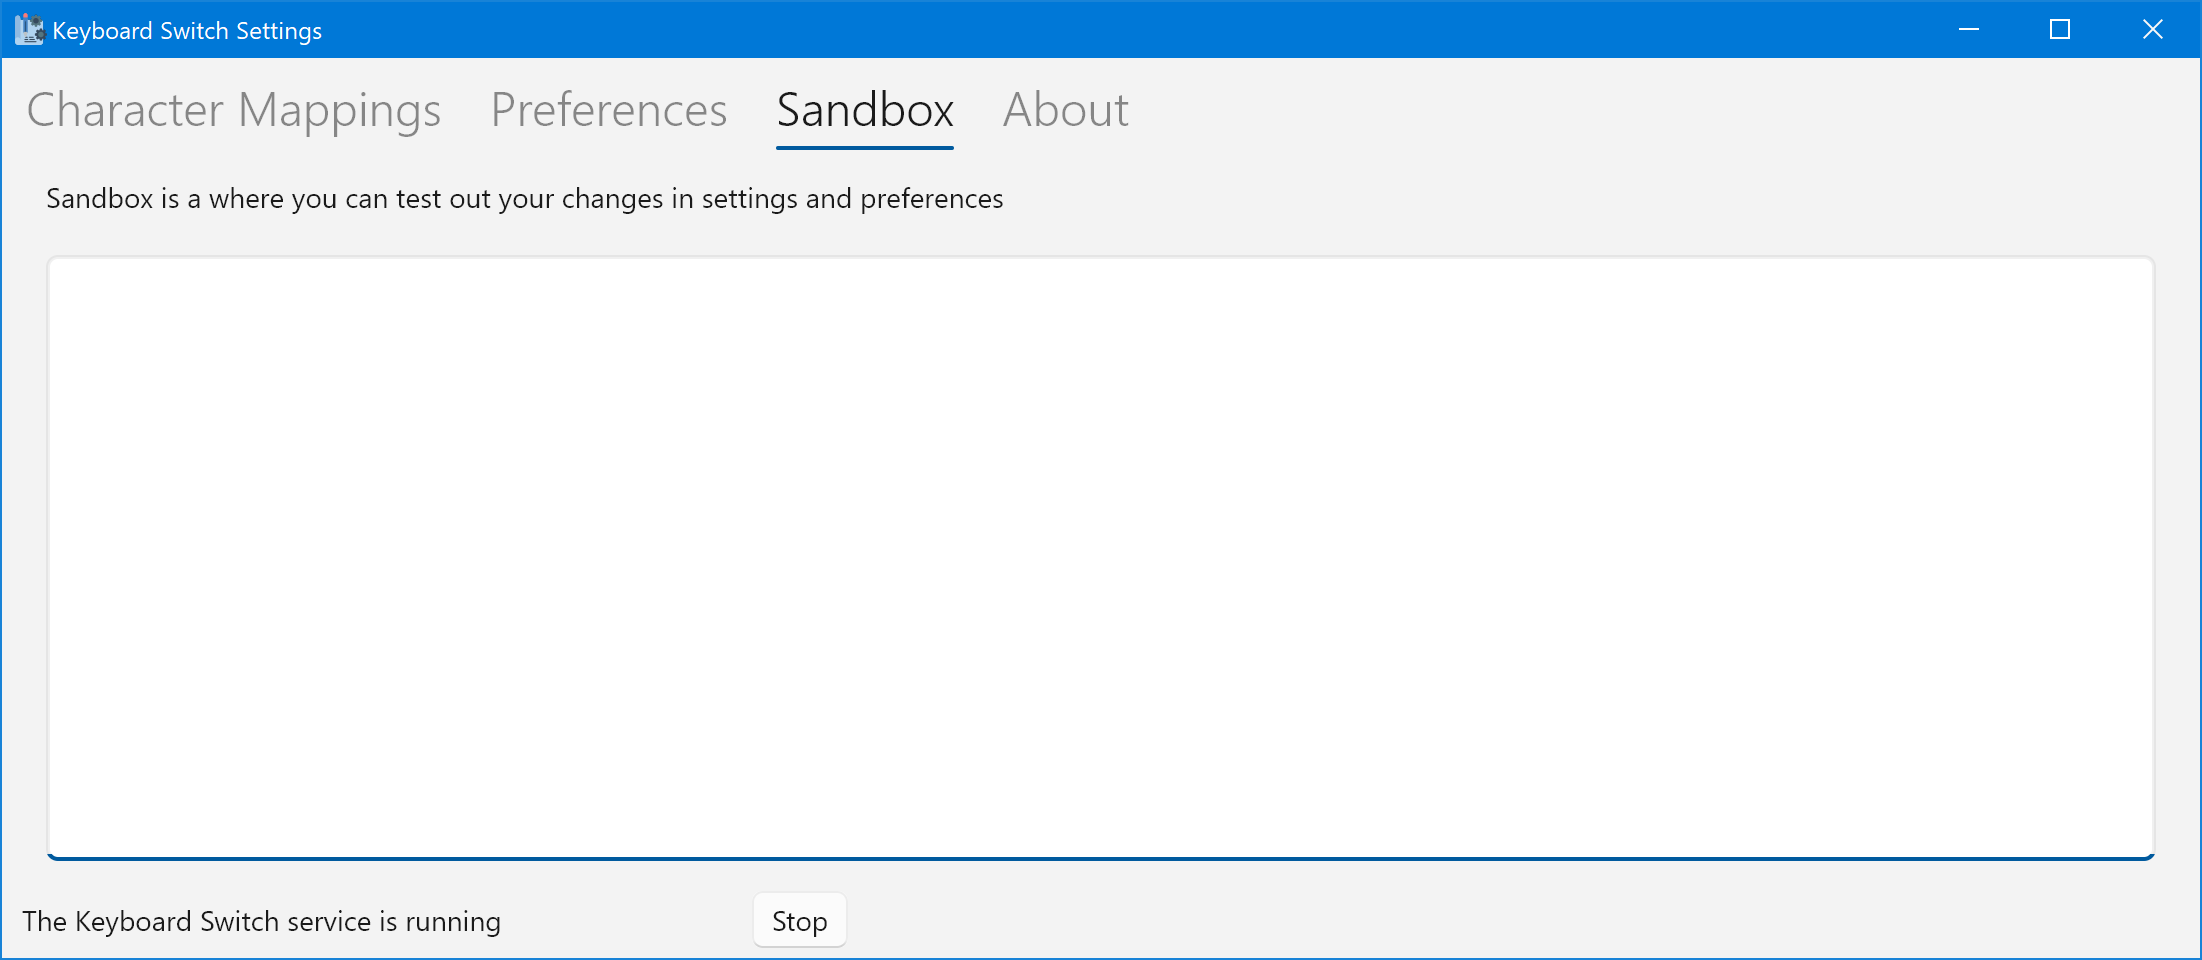 Keyboard Switch Settings
Character Mappings Preferences Sandbox About
Sandbox is a where you can test out your changes in settings and preferences
The Keyboard Switch service is running Stop